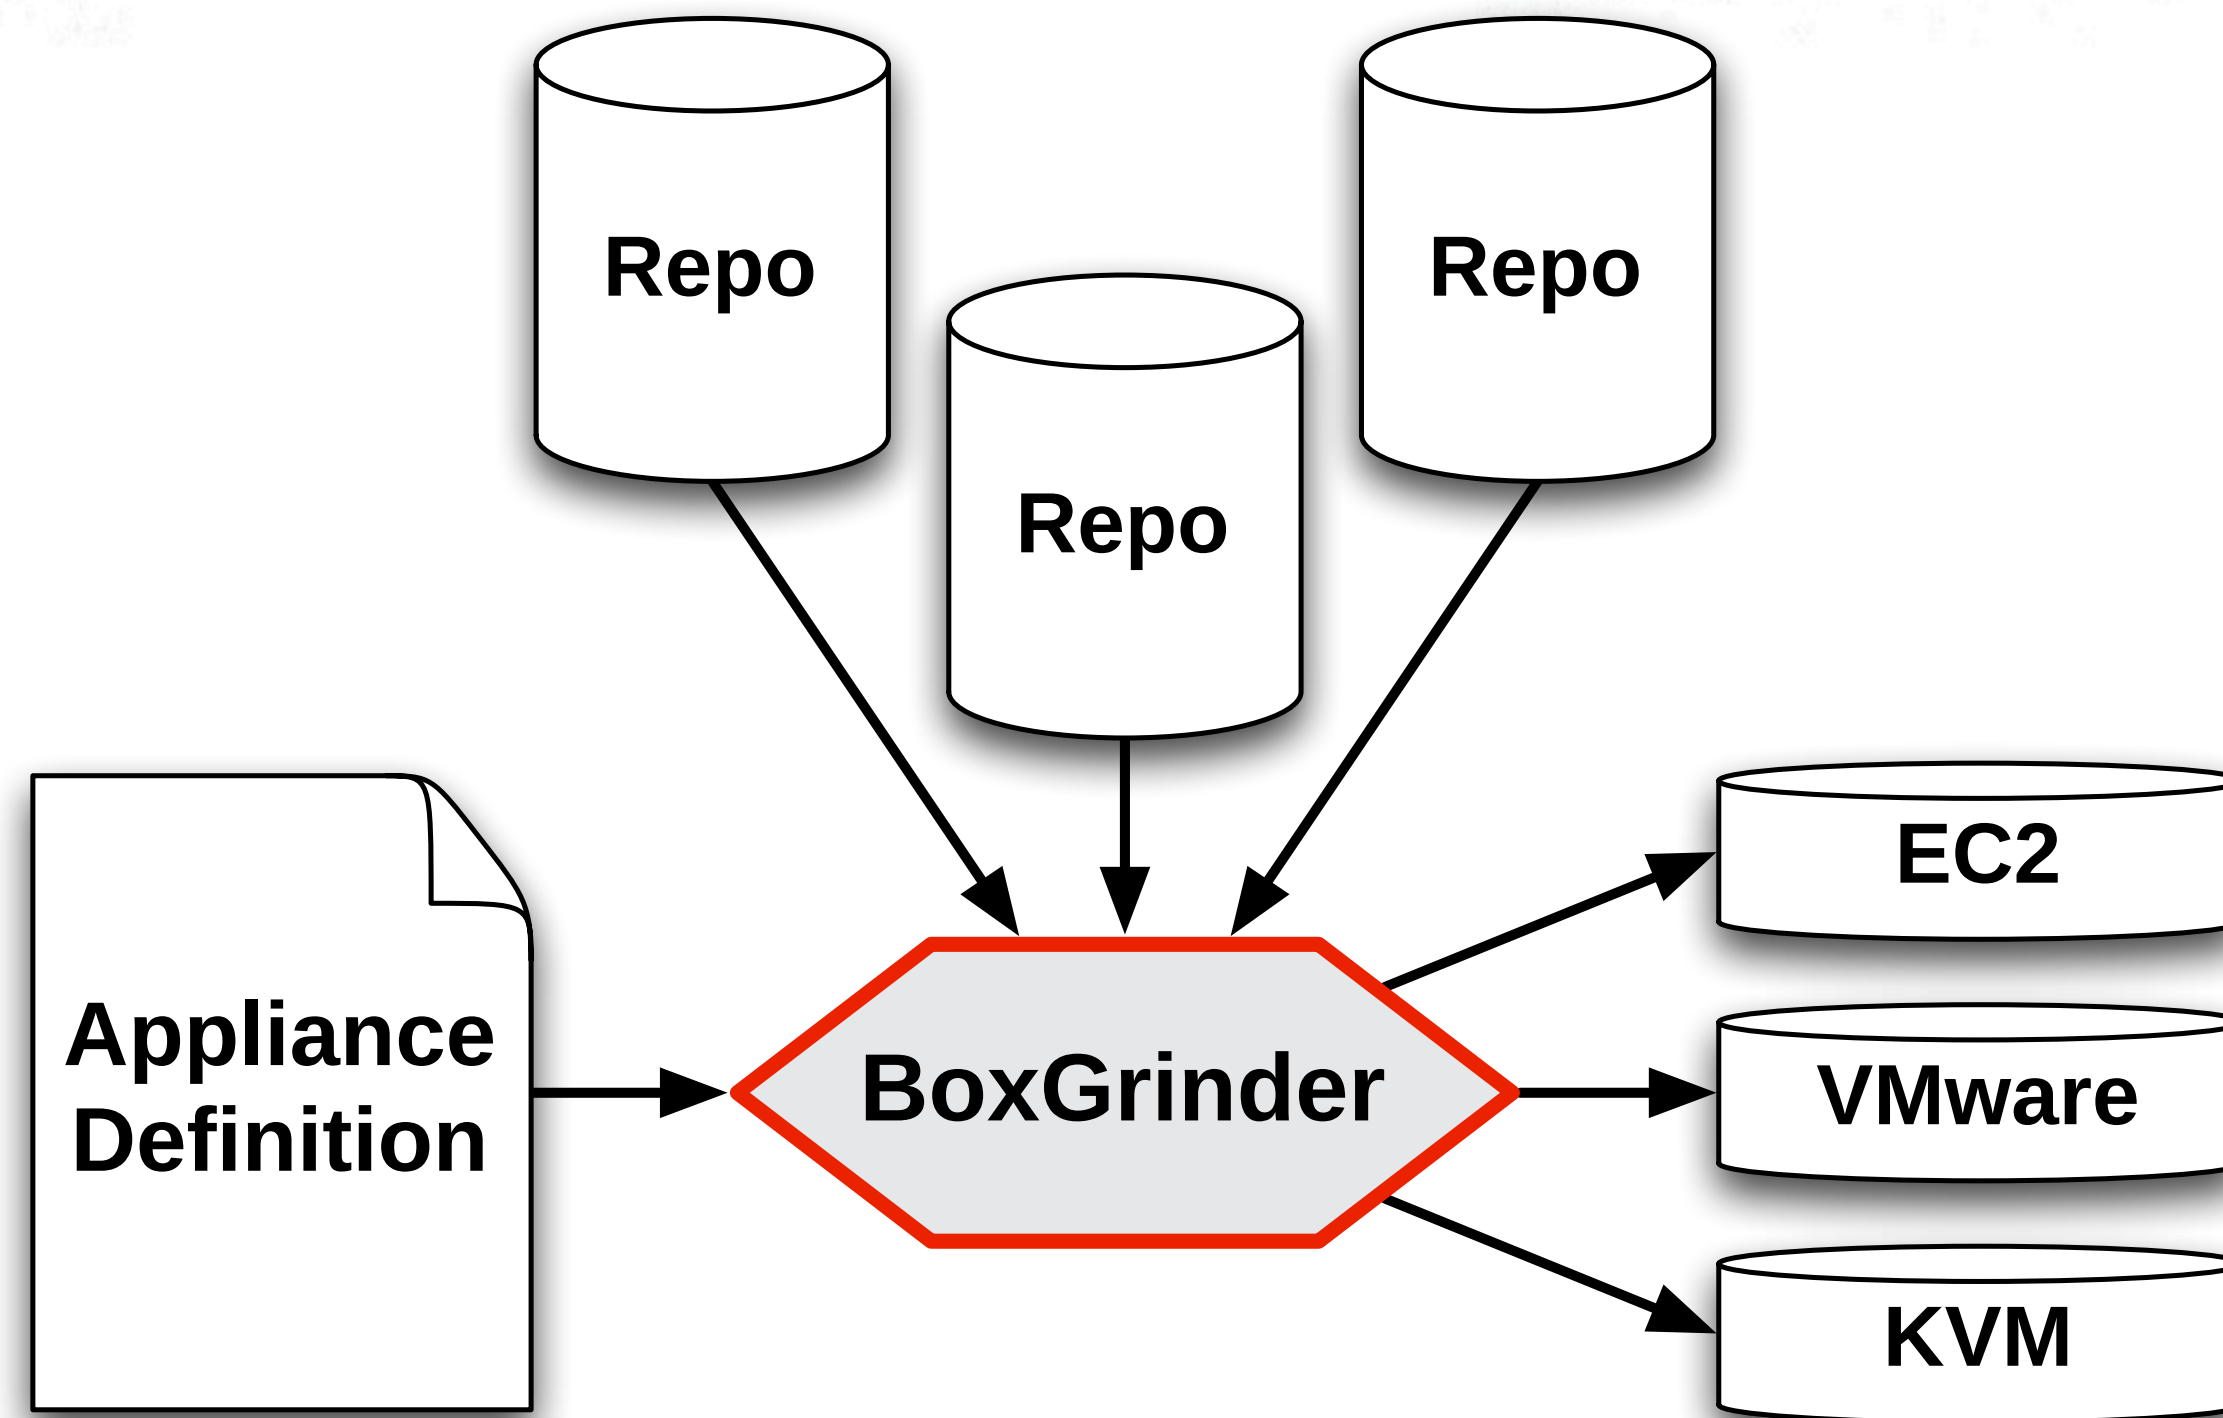 Repo
Repo
Repo
EC2
Appliance
Definition
BoxGrinder
VMware
KVM